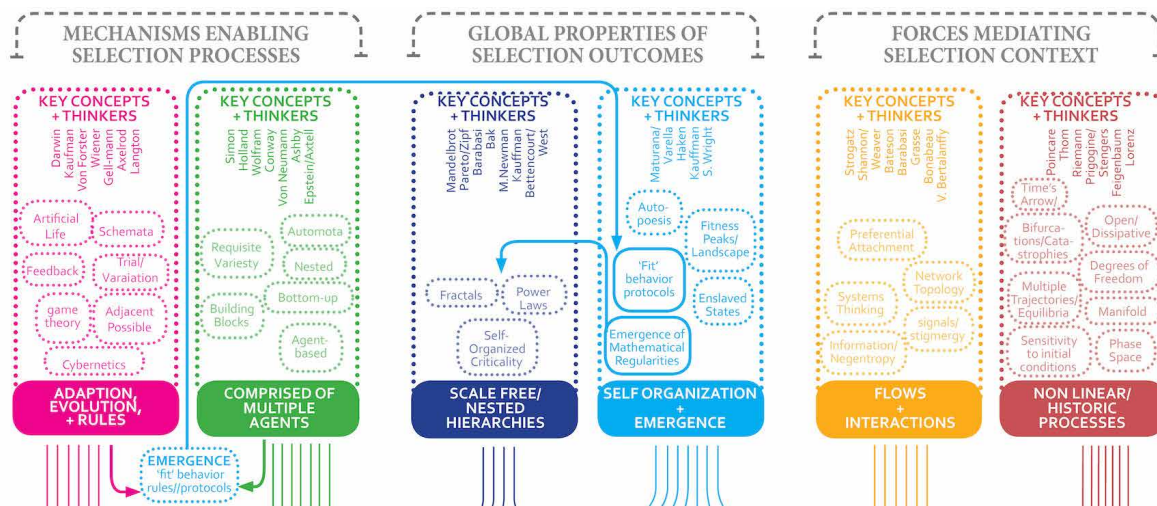 MECHANISMS ENABLING
SELECTION PROCESSES
KEY CONCEPTS
+ THINKERS
Darwin
Kaufman
Von Forster
Wiener
Gell-mann
Axelrod
Langton
Artificial
Life
Schemata
Feedback
Trial/
Varaiation
game
theory
Adjacent
Possible
Cybernetics
ADAPTION,
EVOLUTION,
+ RULES
KEY CONCEPTS
+ THINKERS
Simon
Holland
Wolfram
Conway
Von Neumann
Ashby
Epstein/Axtell
Automota
Requisite
Variesty
Nested
Bottom-up
Building
Blocks
Agent-
based
COMPRISED OF
MULTIPLE
AGENTS
EMERGENCE
'fit' behavior
rules//protocols
GLOBAL PROPERTIES OF
SELECTION OUTCOMES
KEY CONCEPTS
+ THINKERS
Mandelbrot
Pareto/Zipf
Barabasi
Bak
M.Newman
Kauffman
Bettencourt/
West
Fractals
Power
Laws
Self-
Organized
Criticality
SCALE FREE/
NESTED
HIERARCHIES
KEY CONCEPTS
+ THINKERS
Maturana/
Varella
Haken
Kauffman
S. Wright
Auto-
poesis
Fitness
Peaks/
Landscape
'Fit'
behavior
protocols
Enslaved
States
Emergence of
Mathematical
Regularities
SELF ORGANIZATION
+
EMERGENCE
FORCES MEDIATING
SELECTION CONTEXT
KEY CONCEPTS
+ THINKERS
Strogatz
Shannon/
Weaver
Bateson
Barabasi
Grasse
Bonabeau
V. Bertalanffy
Preferential
Attachment
Network
Topology
Systems
Thinking
signals/
stigmergy
Information/
Negentropy
FLOWS
+
INTERACTIONS
KEY CONCEPTS
+ THINKERS
Poincare
Thom
Riemann
Prigogine/
Stengers
Feigenbaum
Lorenz
Time's
Arrow/
Open/
Dissipative
Bifurca-
tions/Cata-
strophies
Degrees of
Freedom
Multiple
Trajectories/
Equilibria
Manifold
Sensitivity
to initial
conditions
Phase
Space
NON LINEAR/
HISTORIC
PROCESSES